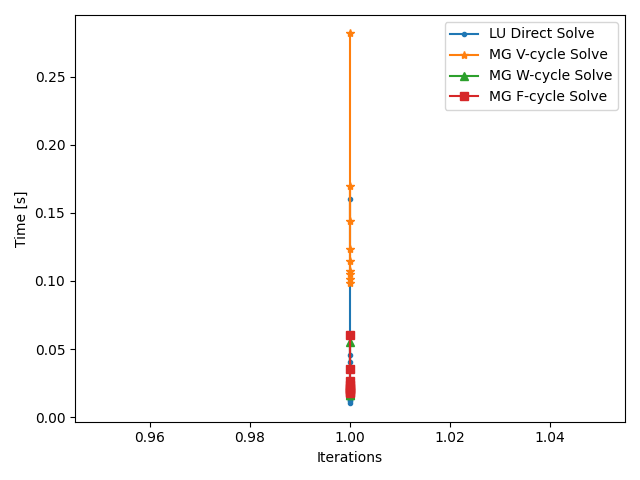 LU Direct Solve
MG V-cycle Solve
MG W-cycle Solve
MG F-cycle Solve
Time [s]
0.25
0.20
0.15
0.10
0.05
0.00
0.96 0.98 1.00 1.02 1.04
Iterations